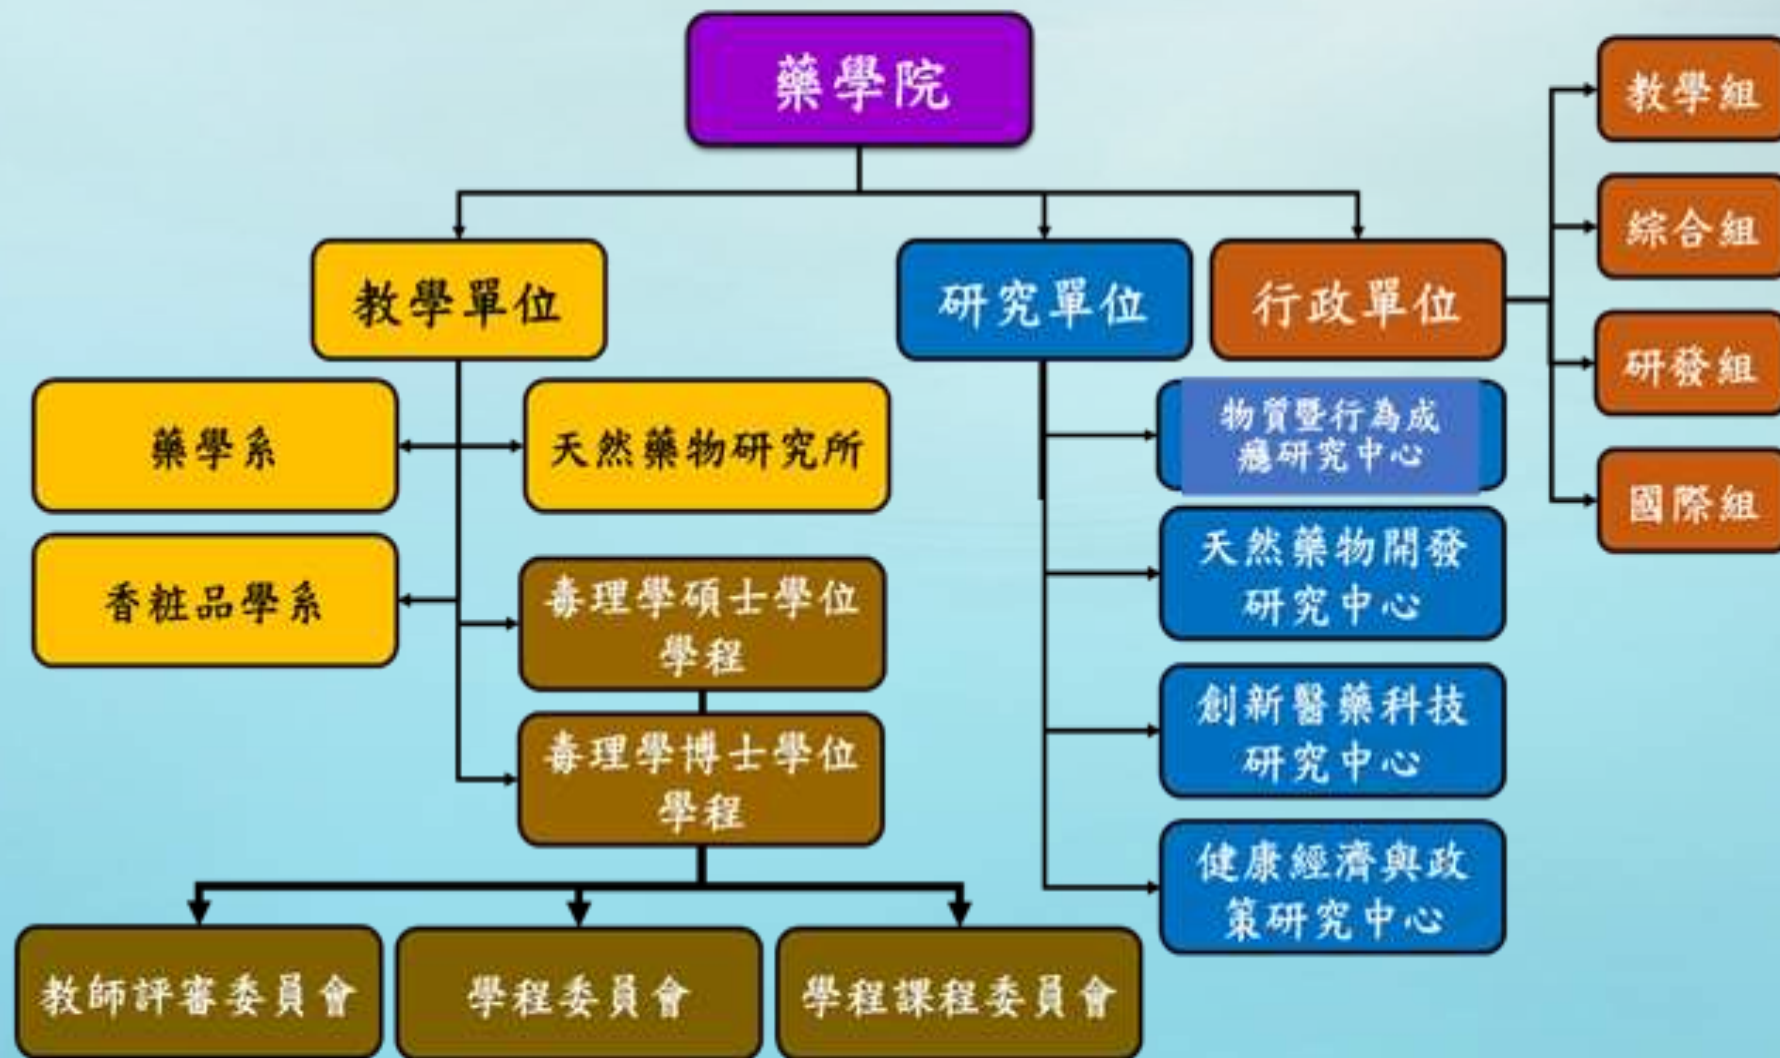 藥學院
教學單位
研究單位
行政單位
教學組
綜合組
研發組
國際組
藥學系
天然藥物研究所
香粧品學系
毒理學碩士學位
學程
毒理學博士學位
學程
物質暨行為成
癮研究中心
天然藥物開發
研究中心
創新醫藥科技
研究中心
健康經濟與政
策研究中心
教師評審委員會
學程委員會
學程課程委員會